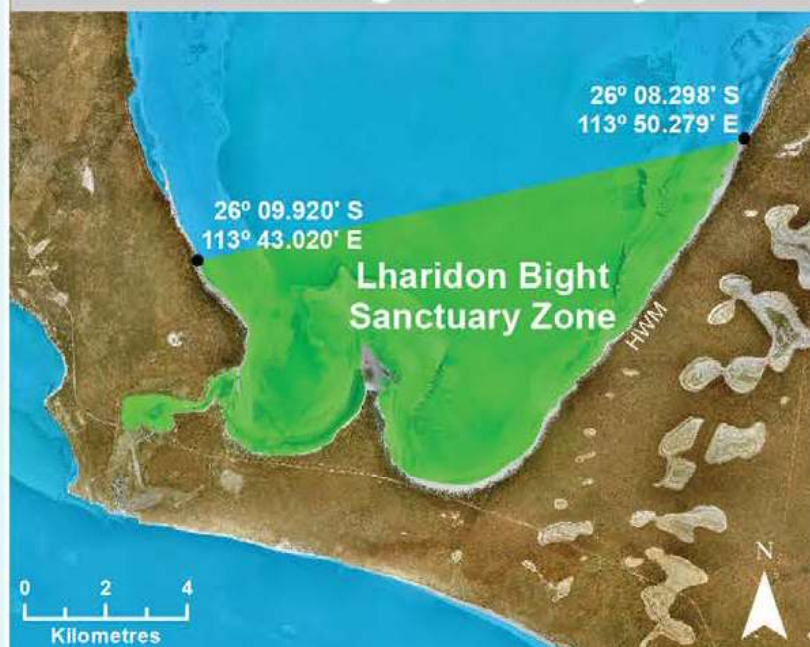 26º 08.298' S
113º 50.279' E
26º 09.920' S
113º 43.020' E
Lharidon Bight
Sanctuary Zone
HWM
N
0 2 4
Kilometres